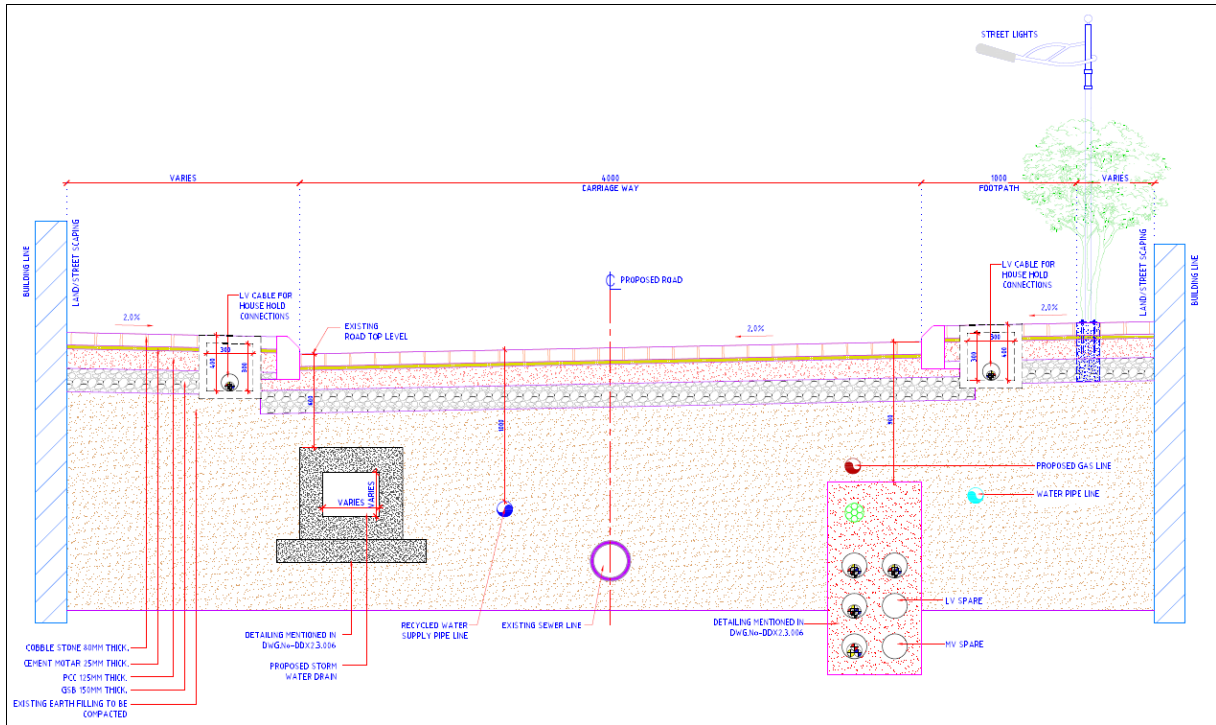 STREET LIGHTS
VARIES
4000
CARRIAGE WAY
1000
FOOTPATH
VARIES
BUILDING LINE
LAND/STREET SCAPING
LAND/STREET SCAPING
BUILDING LINE
LV CABLE FOR
HOUSE HOLD
CONNECTIONS
PROPOSED ROAD
LV CABLE FOR
HOUSE HOLD
CONNECTIONS
2.0%
EXISTING
ROAD TOP LEVEL
2.0%
2.0%
300
400
300
400
300
400
1000
VARIES
VARIES
PROPOSED GAS LINE
WATER PIPE LINE
LV SPARE
MV SPARE
RECYCLED WATER
SUPPLY PIPE LINE
EXISTING SEWER LINE
DETAILING MENTIONED IN
DWG.No-DDX2.3.006
DETAILING MENTIONED IN
DWG.No-DDX2.3.006
PROPOSED STORM
WATER DRAIN
COBBLE STONE 80MM THICK.
CEMENT MOTAR 25MM THICK.
PCC 125MM THICK.
GSB 150MM THICK.
EXISTING EARTH FILLING TO BE
COMPACTED